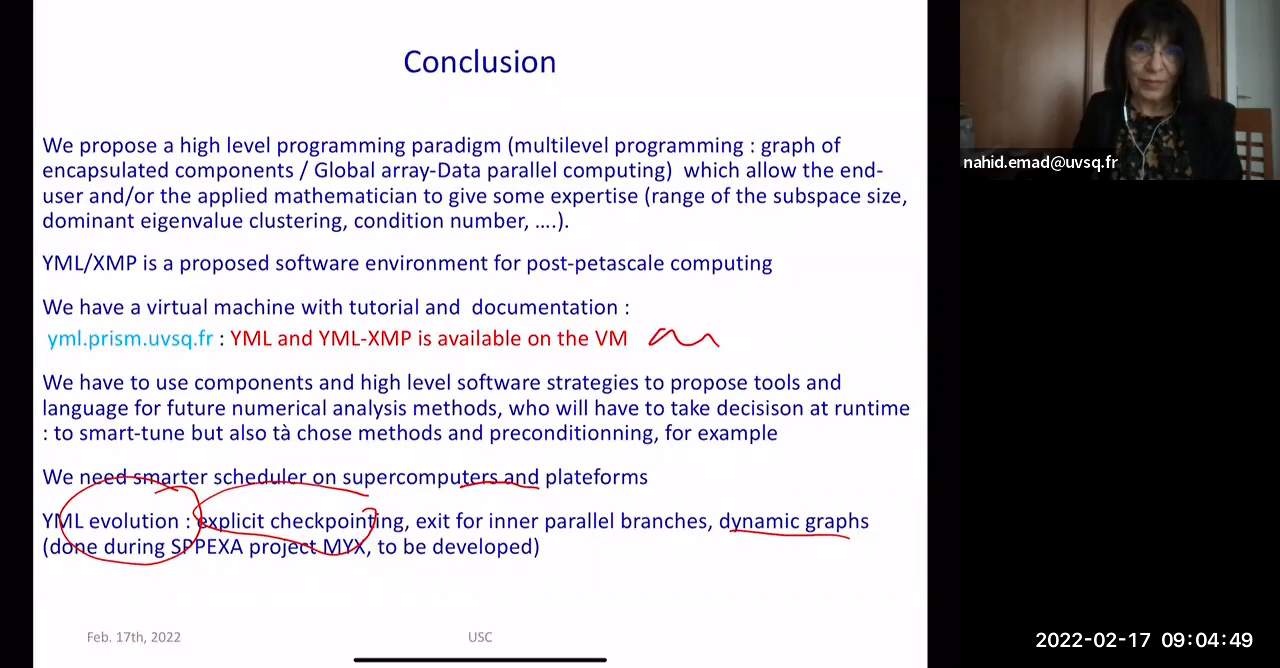 Conclusion
We propose a high level programming paradigm (multilevel programming : graph of
encapsulated components / Global array-Data parallel computing)  which allow the end-
user and/or the applied mathematician to give some expertise (range of the subspace size,
dominant eigenvalue clustering, condition number, ....).
YML/XMP is a proposed software environment for post-petascale computing
We have a virtual machine with tutorial and  documentation :
yml.prism.uvsq.fr : YML and YML-XMP is available on the VM
We have to use components and high level software strategies to propose tools and
language for future numerical analysis methods, who will have to take decisison at runtime
: to smart-tune but also tà chose methods and preconditionning, for example
We need smarter scheduler on supercomputers and plateforms
YML evolution : explicit checkpointing, exit for inner parallel branches, dynamic graphs
(done during SPPEXA project MYX, to be developed)
Feb. 17th, 2022
USC
nahid.emad@uvsq.fr
2022-02-17 09:04:49